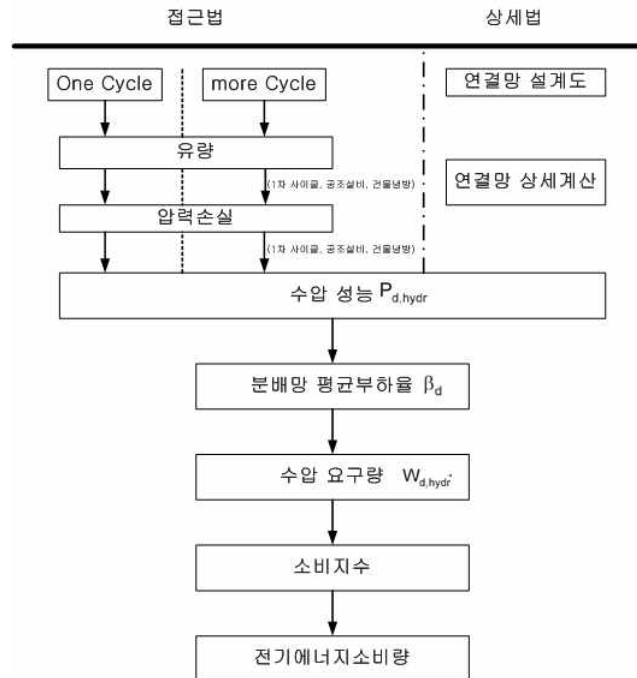 접근법 상세법
One Cycle more Cycle 연결망 설계도
유량
(1차 사이클, 공조설비, 건물냉방)
연결망 상세계산
압력손실
(1차 사이클, 공조설비, 건물냉방)
수압 성능 P d,hydr
분배망 평균부하율 β d
수압 요구량 W d,hydr
소비지수
전기에너지소비량